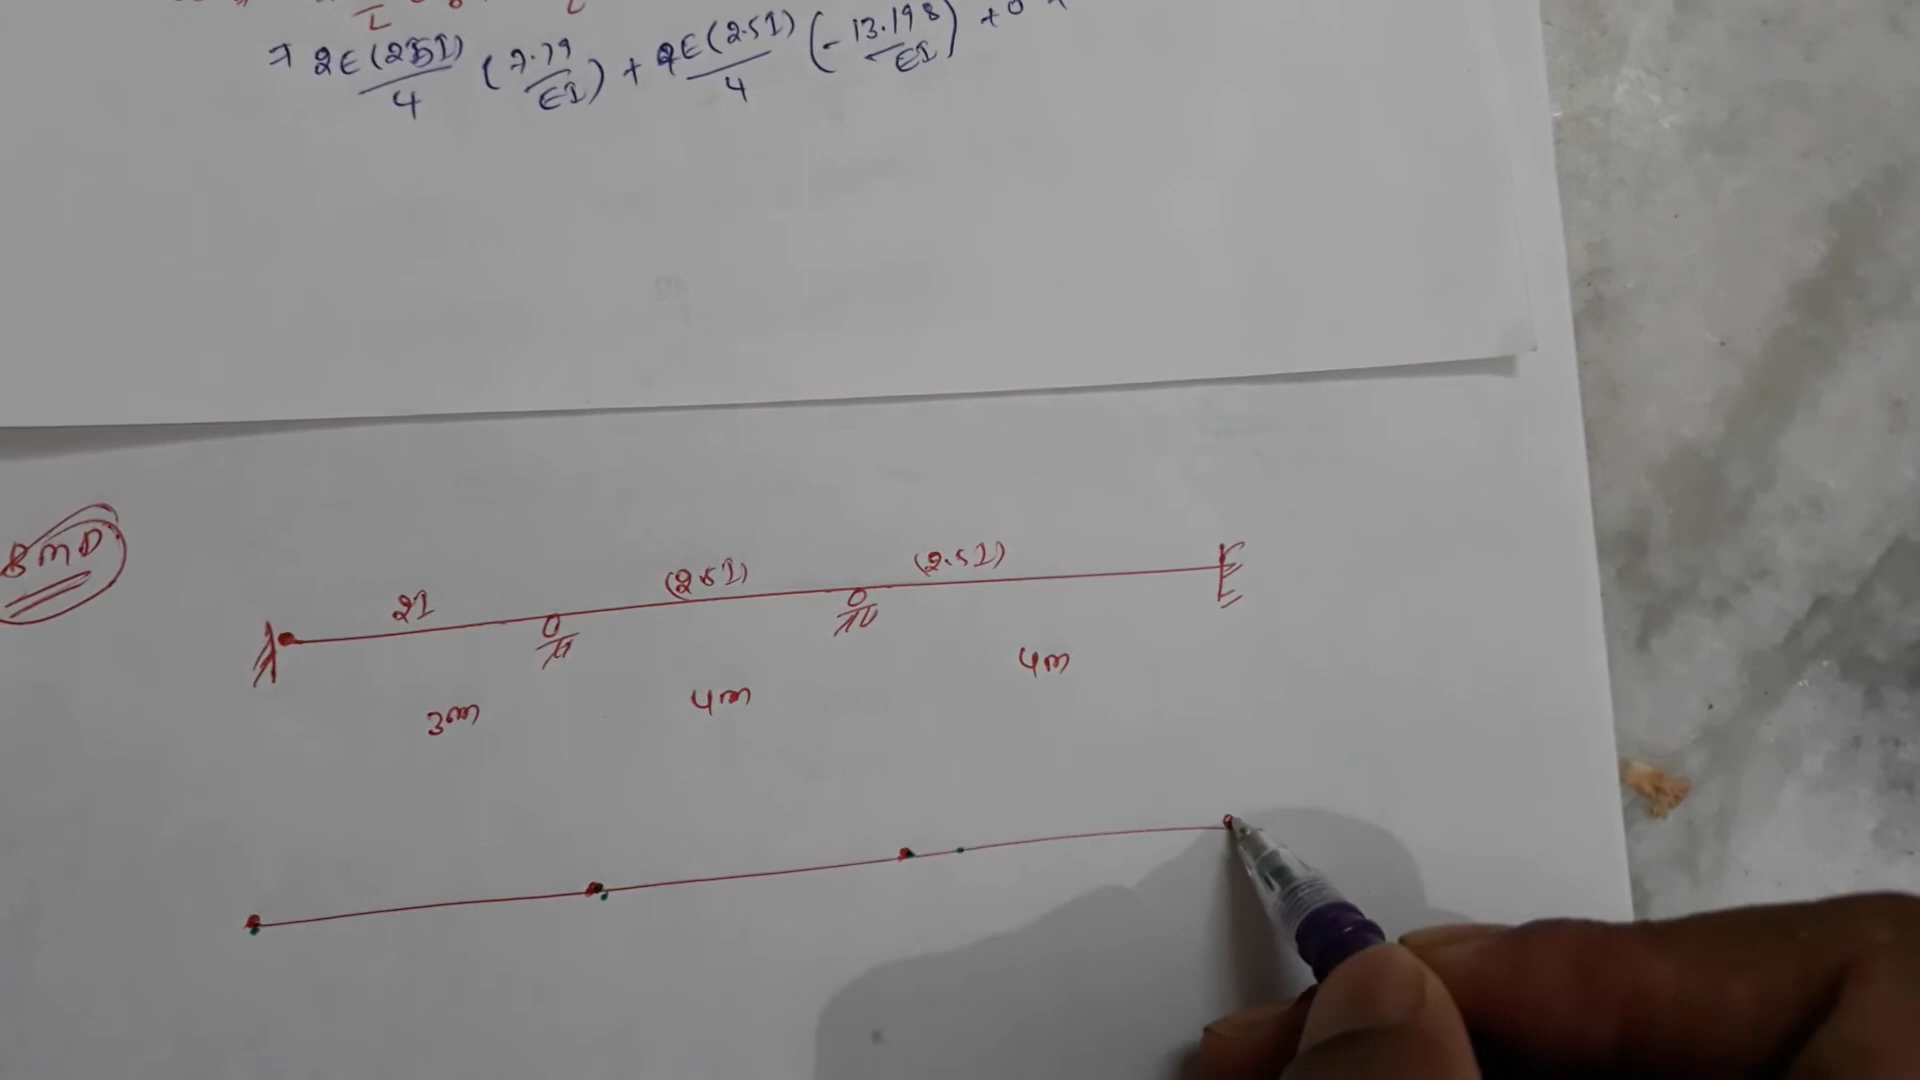 ⇒ 2E(2.5I)/4 (7.79/EI) + 4E(2.5I)/4 (-13.198/EI) + 0
BMD
2I (2.5I) (2.5I)
3m 4m 4m